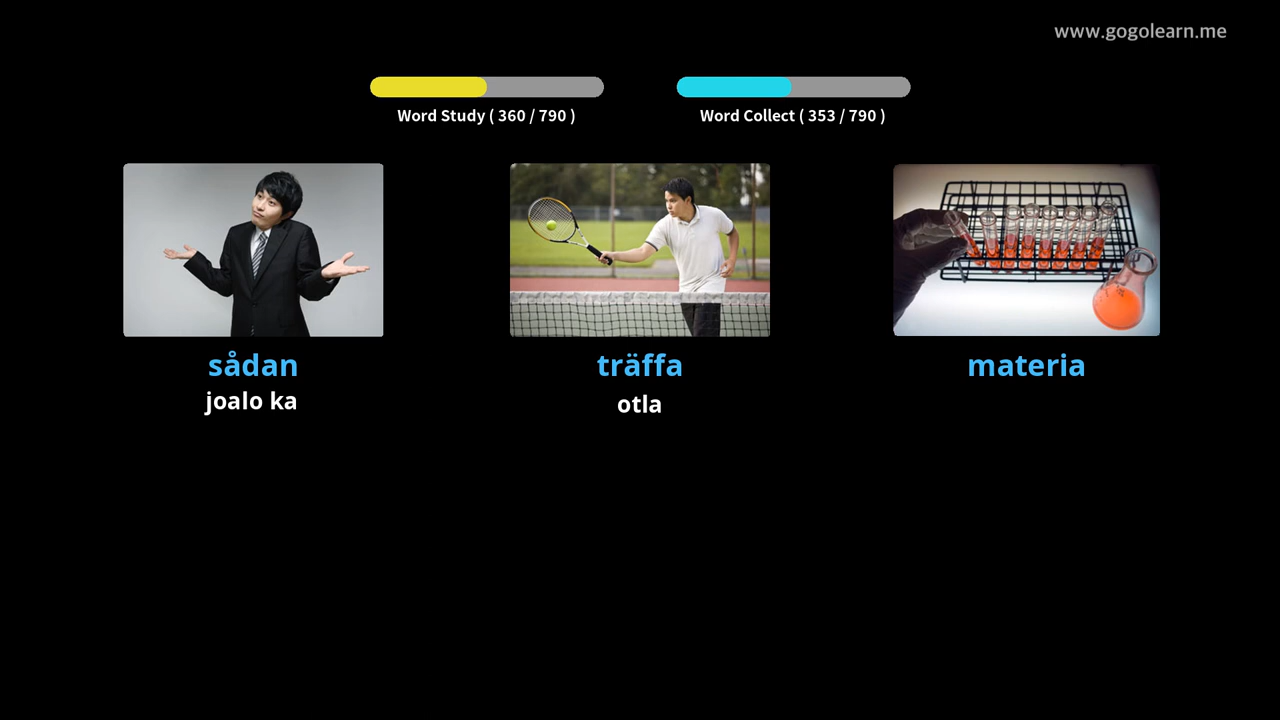 www.gogolearn.me
Word Study ( 360 / 790 )
Word Collect ( 353 / 790 )
sådan
träffa
materia
joalo ka
otla